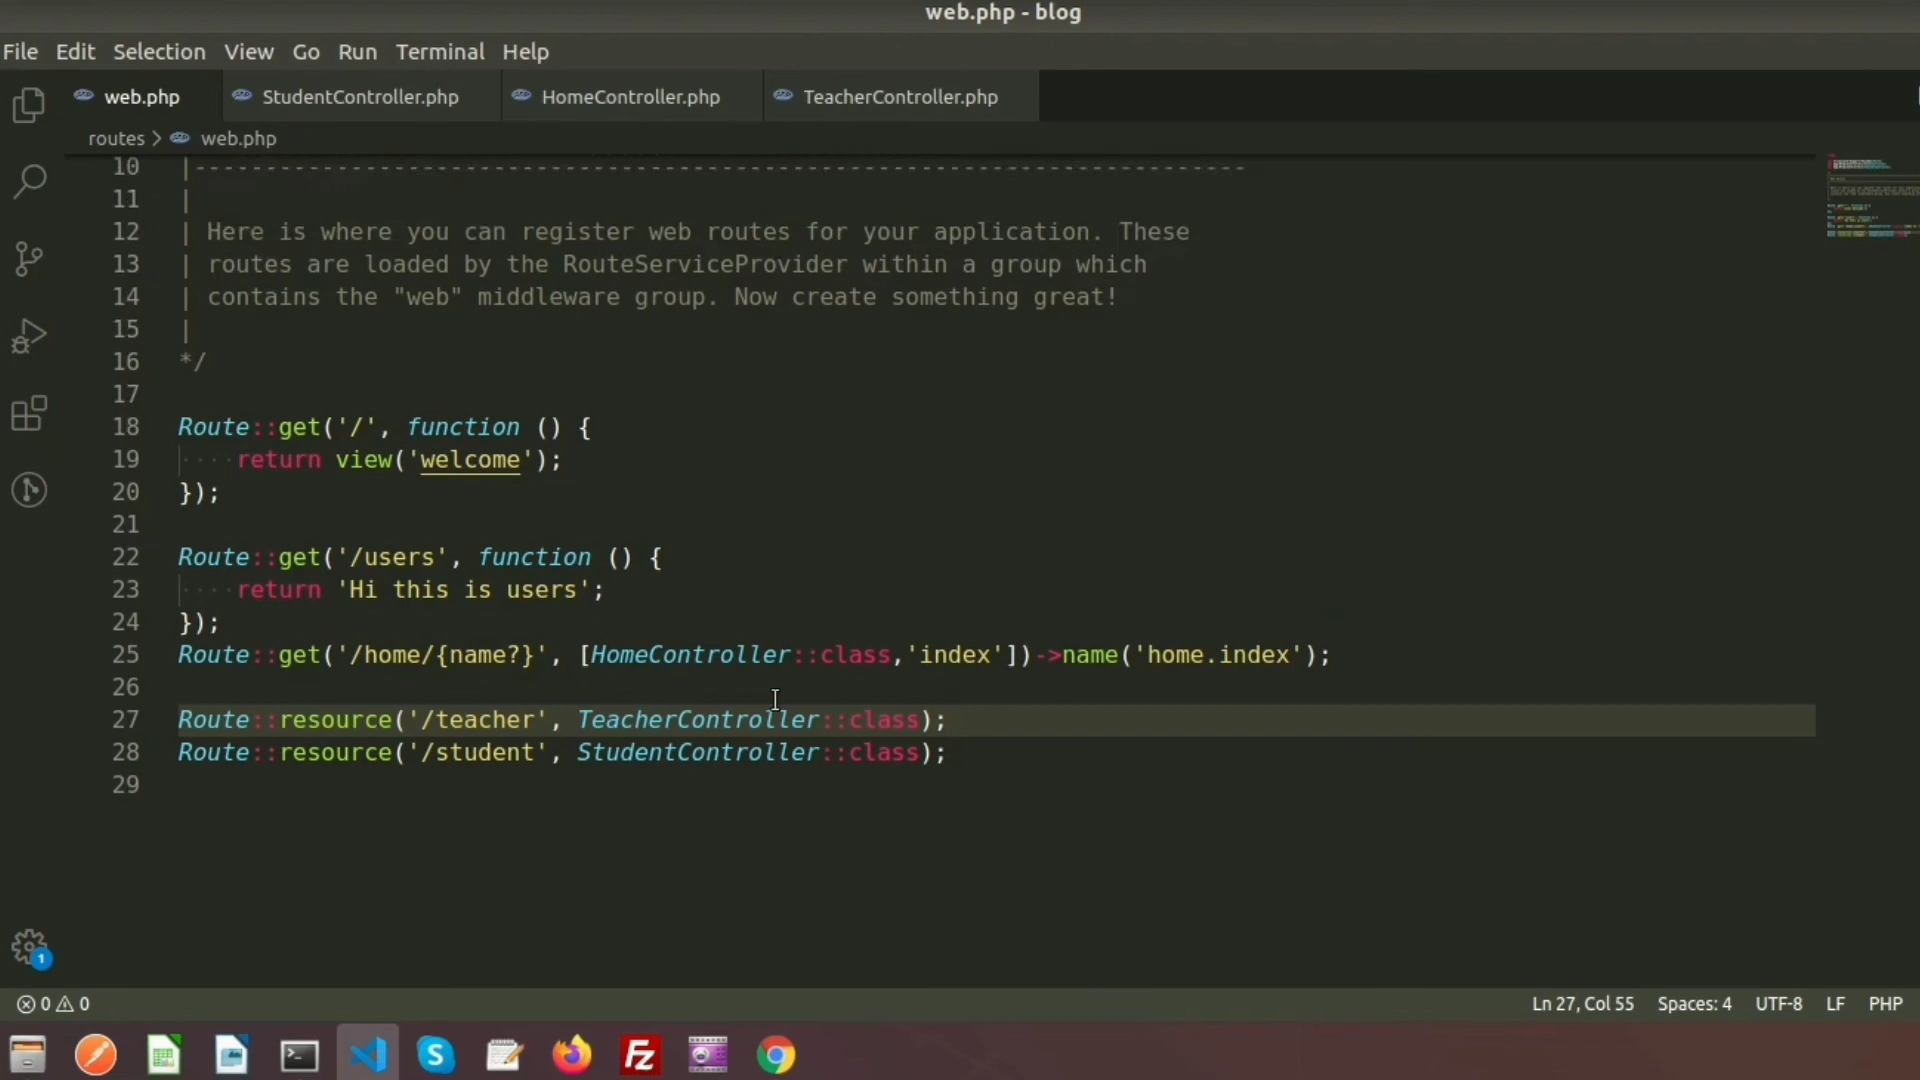 web.php - blog
File Edit Selection View Go Run Terminal Help
web.php StudentController.php HomeController.php TeacherController.php
routes > web.php
10 |--------------------------------------------------------------------------
11 |
12 | Here is where you can register web routes for your application. These
13 | routes are loaded by the RouteServiceProvider within a group which
14 | contains the "web" middleware group. Now create something great!
15 |
16 */
17
18 Route::get('/', function () {
19 ····return view('welcome');
20 });
21
22 Route::get('/users', function () {
23 ····return 'Hi this is users';
24 });
25 Route::get('/home/{name?}', [HomeController::class,'index'])->name('home.index');
26
27 Route::resource('/teacher', TeacherController::class);
28 Route::resource('/student', StudentController::class);
29
1
0 0 Ln 27, Col 55 Spaces: 4 UTF-8 LF PHP
S Fz